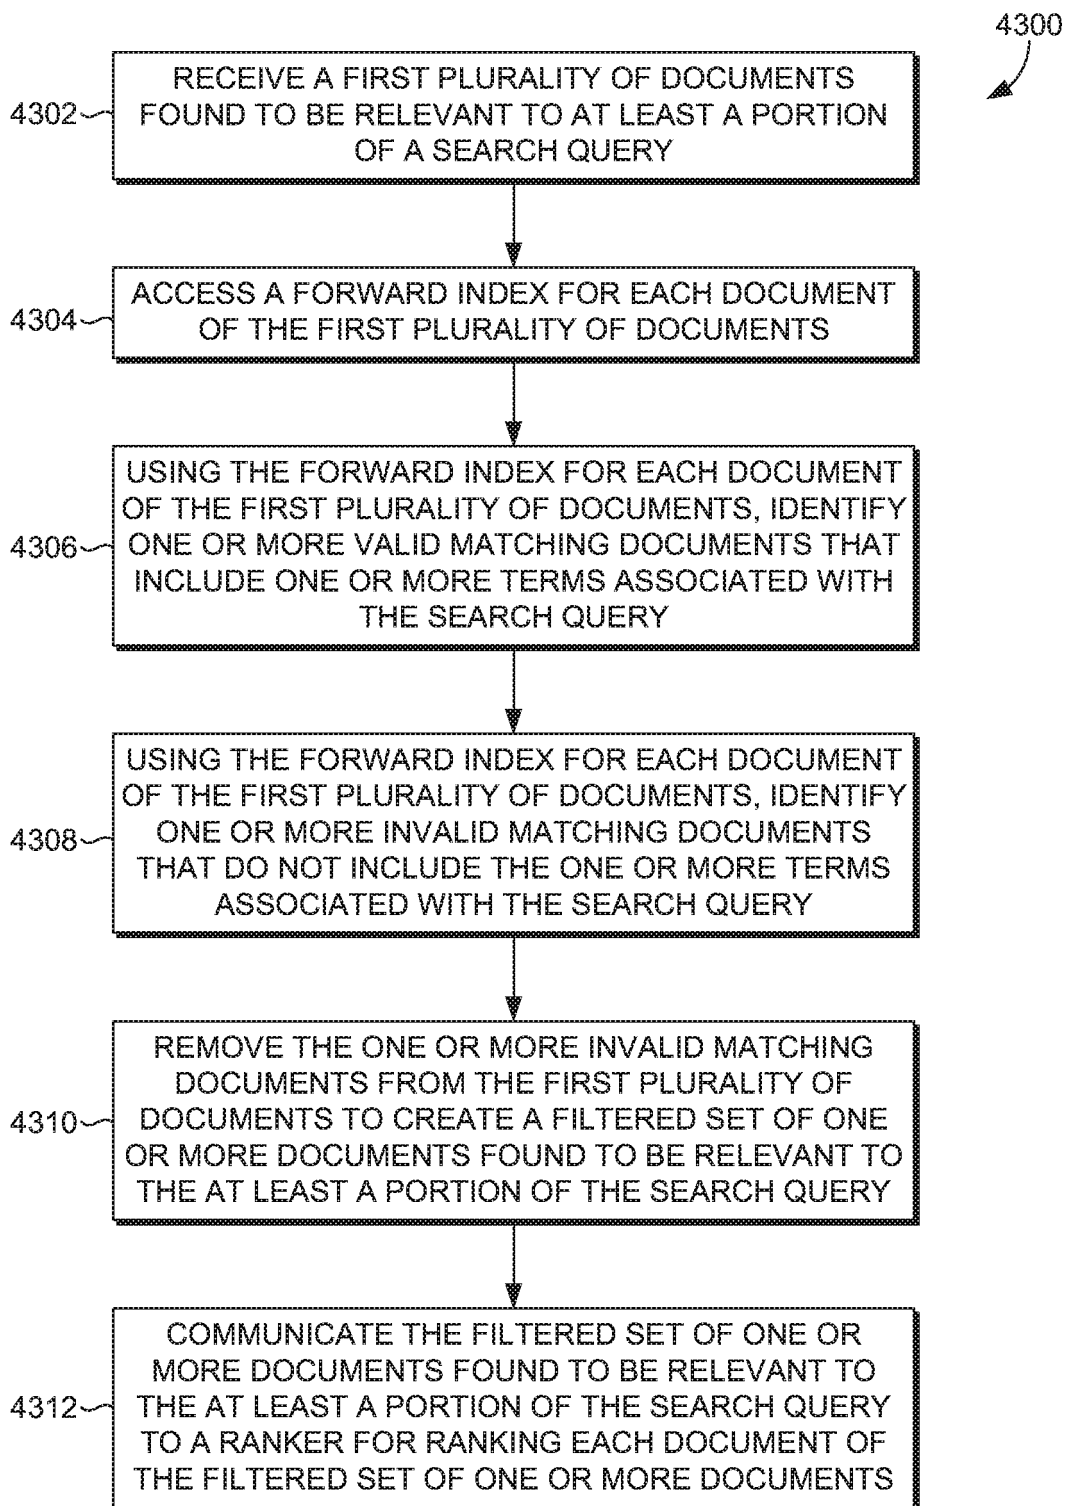 4300
4302
RECEIVE A FIRST PLURALITY OF DOCUMENTS
FOUND TO BE RELEVANT TO AT LEAST A PORTION
OF A SEARCH QUERY
4304
ACCESS A FORWARD INDEX FOR EACH DOCUMENT
OF THE FIRST PLURALITY OF DOCUMENTS
4306
USING THE FORWARD INDEX FOR EACH DOCUMENT
OF THE FIRST PLURALITY OF DOCUMENTS, IDENTIFY
ONE OR MORE VALID MATCHING DOCUMENTS THAT
INCLUDE ONE OR MORE TERMS ASSOCIATED WITH
THE SEARCH QUERY
4308
USING THE FORWARD INDEX FOR EACH DOCUMENT
OF THE FIRST PLURALITY OF DOCUMENTS, IDENTIFY
ONE OR MORE INVALID MATCHING DOCUMENTS
THAT DO NOT INCLUDE THE ONE OR MORE TERMS
ASSOCIATED WITH THE SEARCH QUERY
4310
REMOVE THE ONE OR MORE INVALID MATCHING
DOCUMENTS FROM THE FIRST PLURALITY OF
DOCUMENTS TO CREATE A FILTERED SET OF ONE
OR MORE DOCUMENTS FOUND TO BE RELEVANT TO
THE AT LEAST A PORTION OF THE SEARCH QUERY
4312
COMMUNICATE THE FILTERED SET OF ONE OR
MORE DOCUMENTS FOUND TO BE RELEVANT TO
THE AT LEAST A PORTION OF THE SEARCH QUERY
TO A RANKER FOR RANKING EACH DOCUMENT OF
THE FILTERED SET OF ONE OR MORE DOCUMENTS